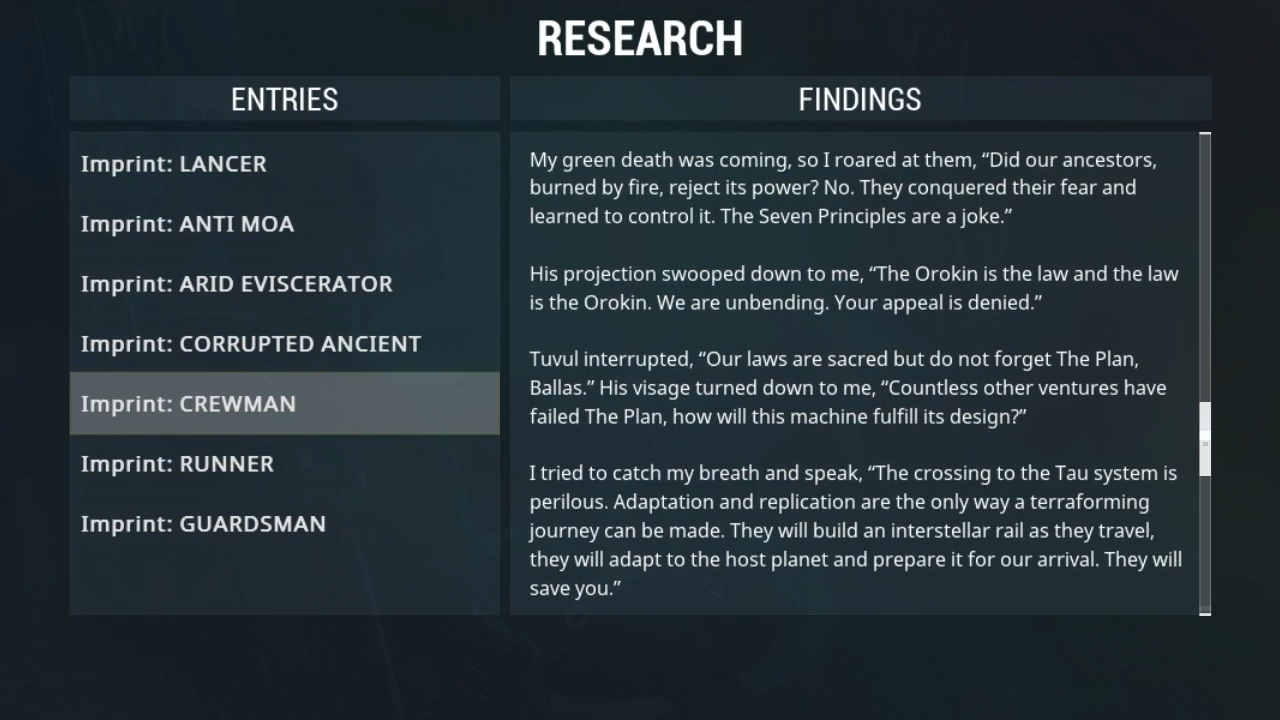 RESEARCH
ENTRIES
Imprint: LANCER
Imprint: ANTI MOA
Imprint: ARID EVISCERATOR
Imprint: CORRUPTED ANCIENT
Imprint: CREWMAN
Imprint: RUNNER
Imprint: GUARDSMAN
FINDINGS
My green death was coming, so I roared at them, “Did our ancestors,
burned by fire, reject its power? No. They conquered their fear and
learned to control it. The Seven Principles are a joke.”
His projection swooped down to me, “The Orokin is the law and the law
is the Orokin. We are unbending. Your appeal is denied.”
Tuvul interrupted, “Our laws are sacred but do not forget The Plan,
Ballas.” His visage turned down to me, “Countless other ventures have
failed The Plan, how will this machine fulfill its design?”
I tried to catch my breath and speak, “The crossing to the Tau system is
perilous. Adaptation and replication are the only way a terraforming
journey can be made. They will build an interstellar rail as they travel,
they will adapt to the host planet and prepare it for our arrival. They will
save you.”